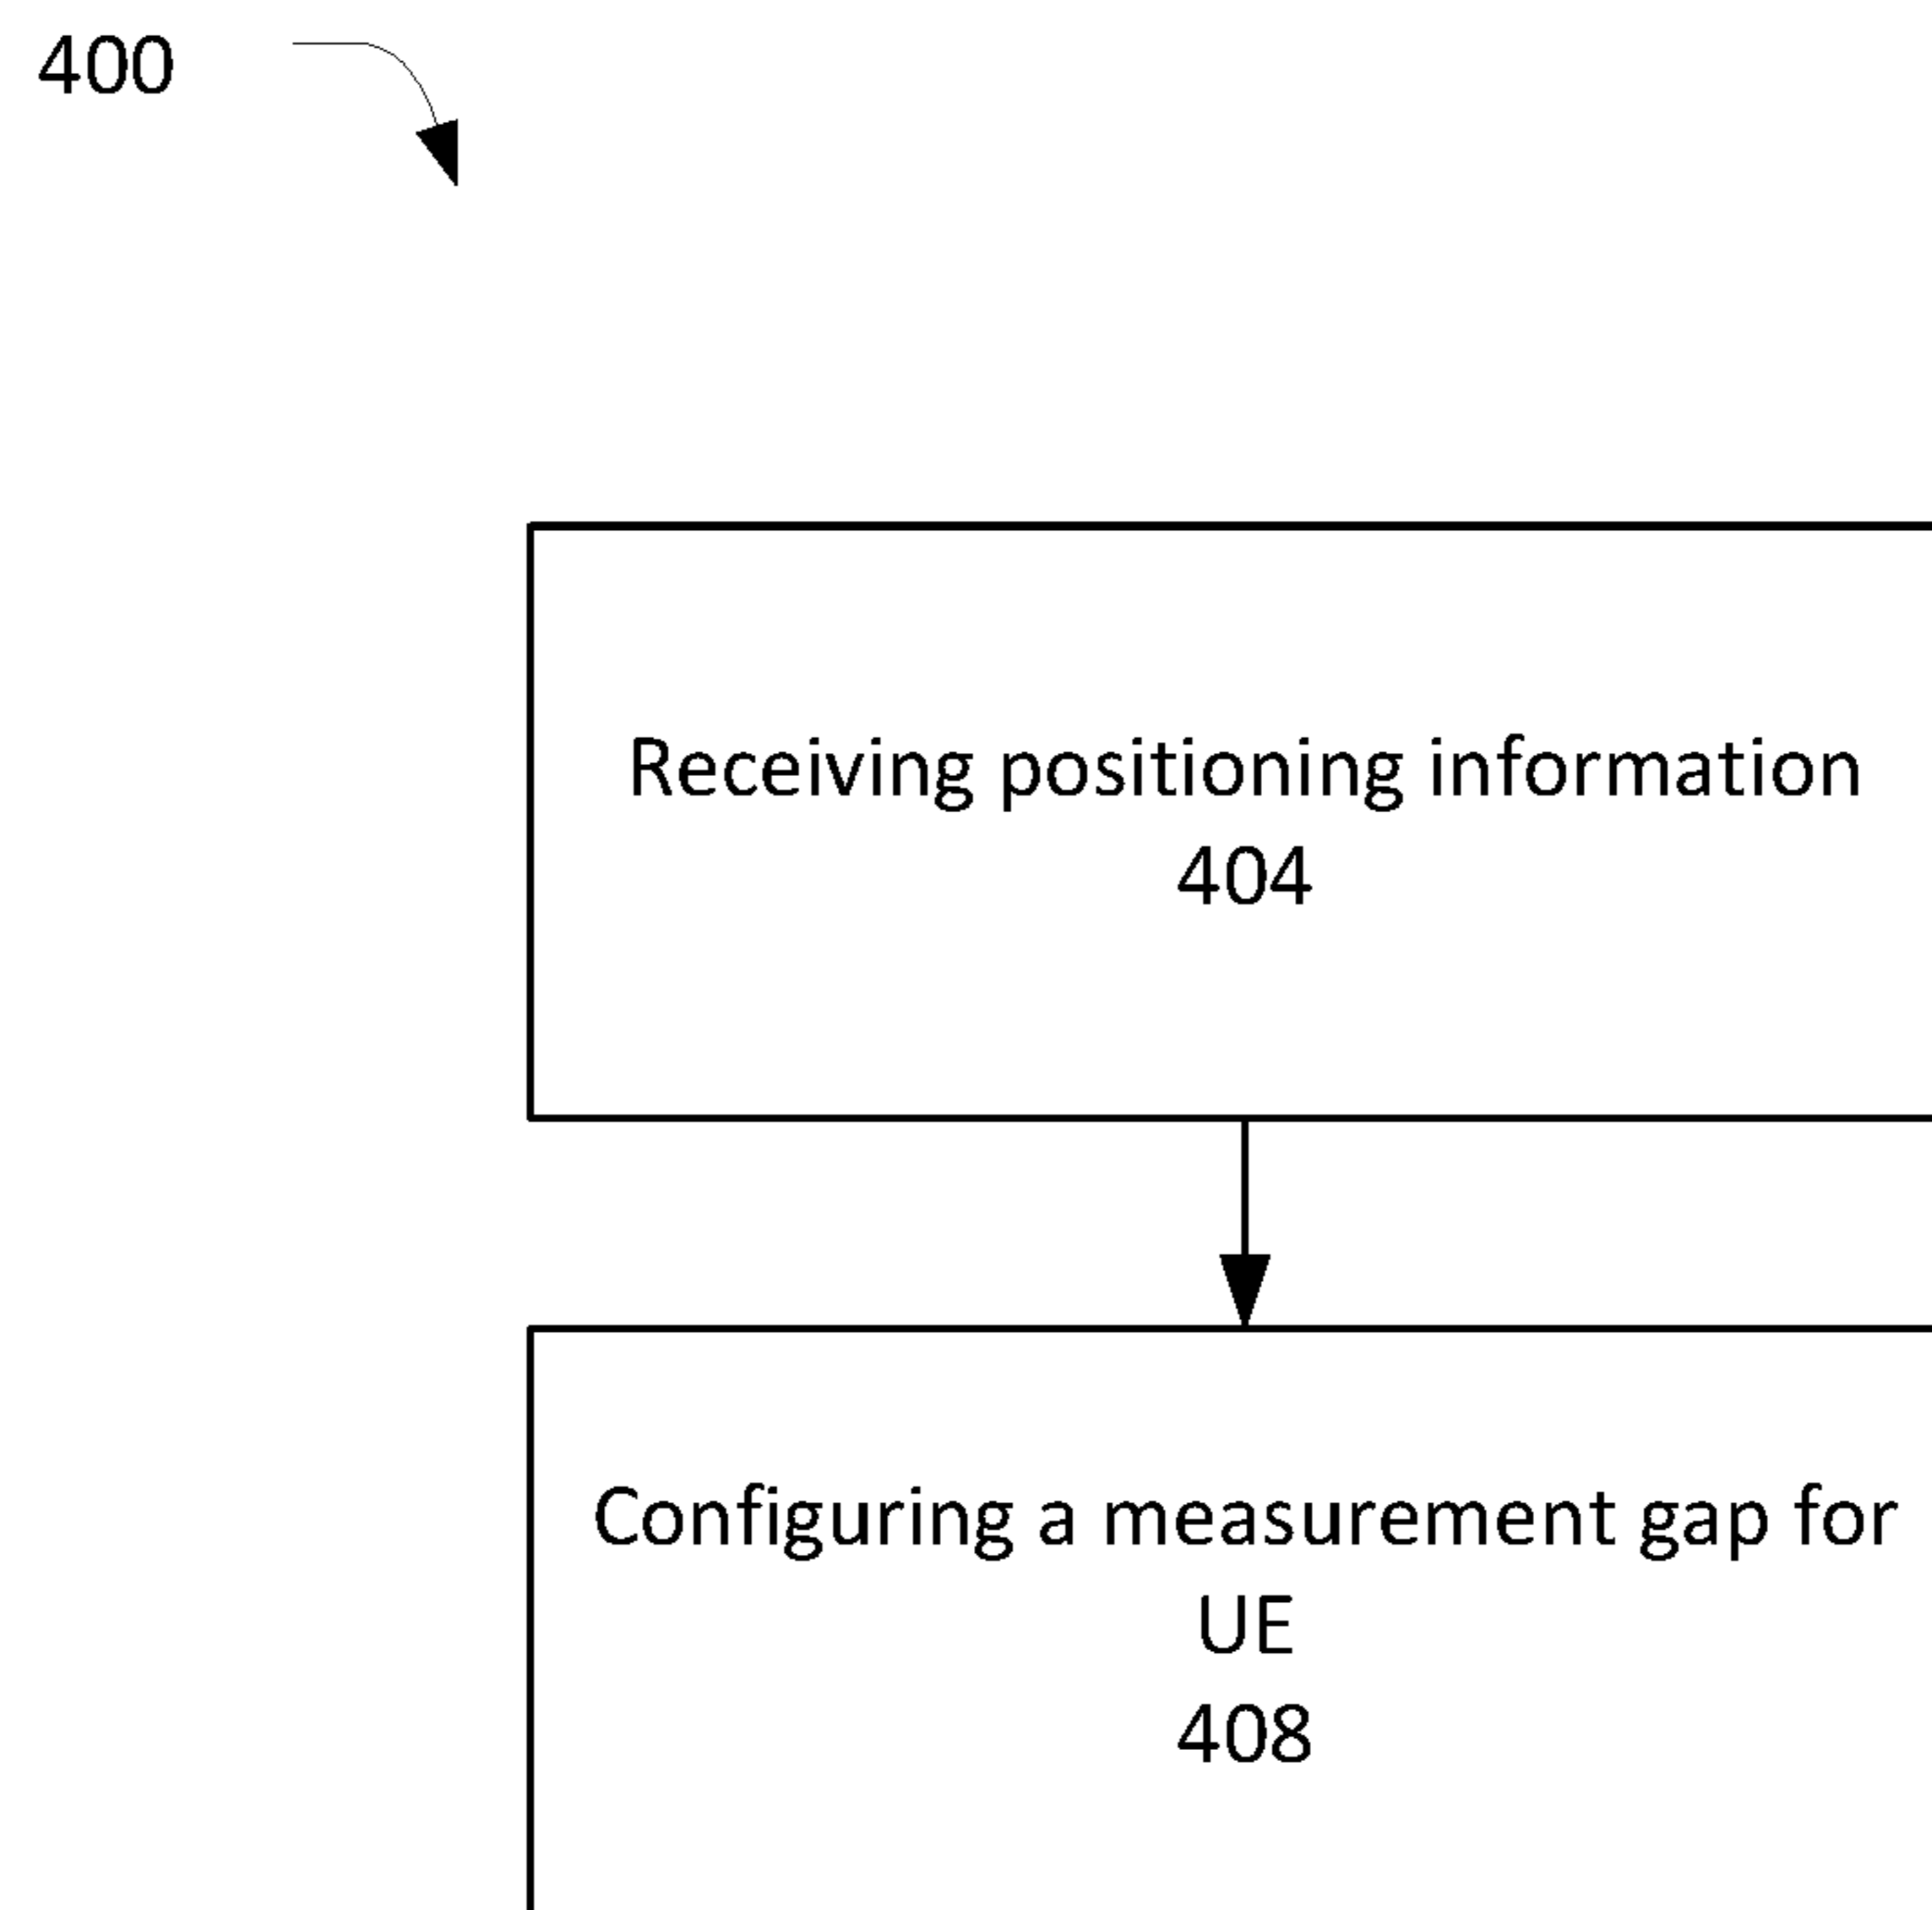 400
Receiving positioning information
404
Configuring a measurement gap for
UE
408